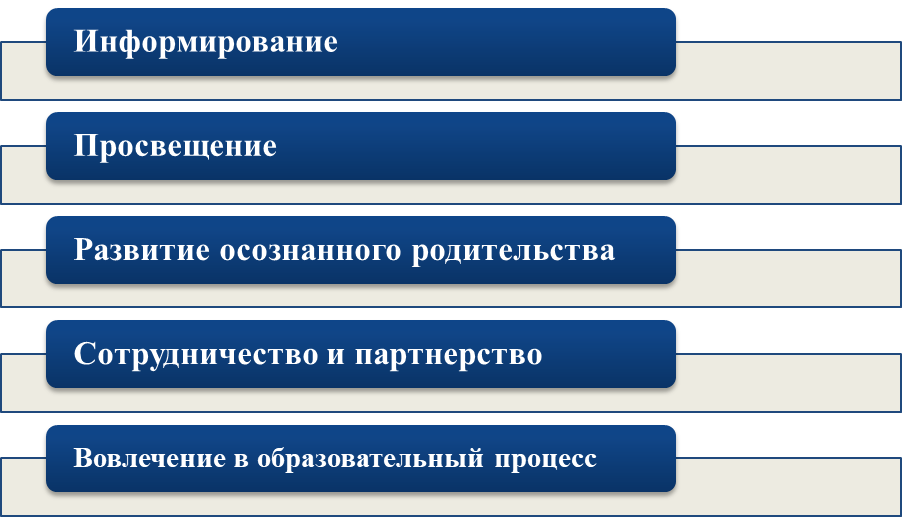 Информирование
Просвещение
Развитие осознанного родительства
Сотрудничество и партнерство
Вовлечение в образовательный процесс